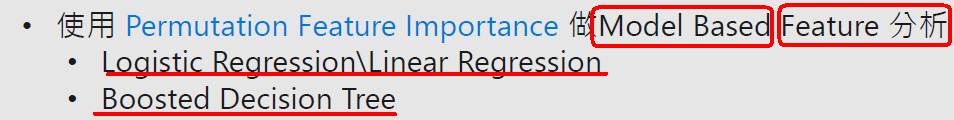 • 使用 Permutation Feature Importance 做Model Based Feature 分析
• Logistic Regression\Linear Regression
• Boosted Decision Tree